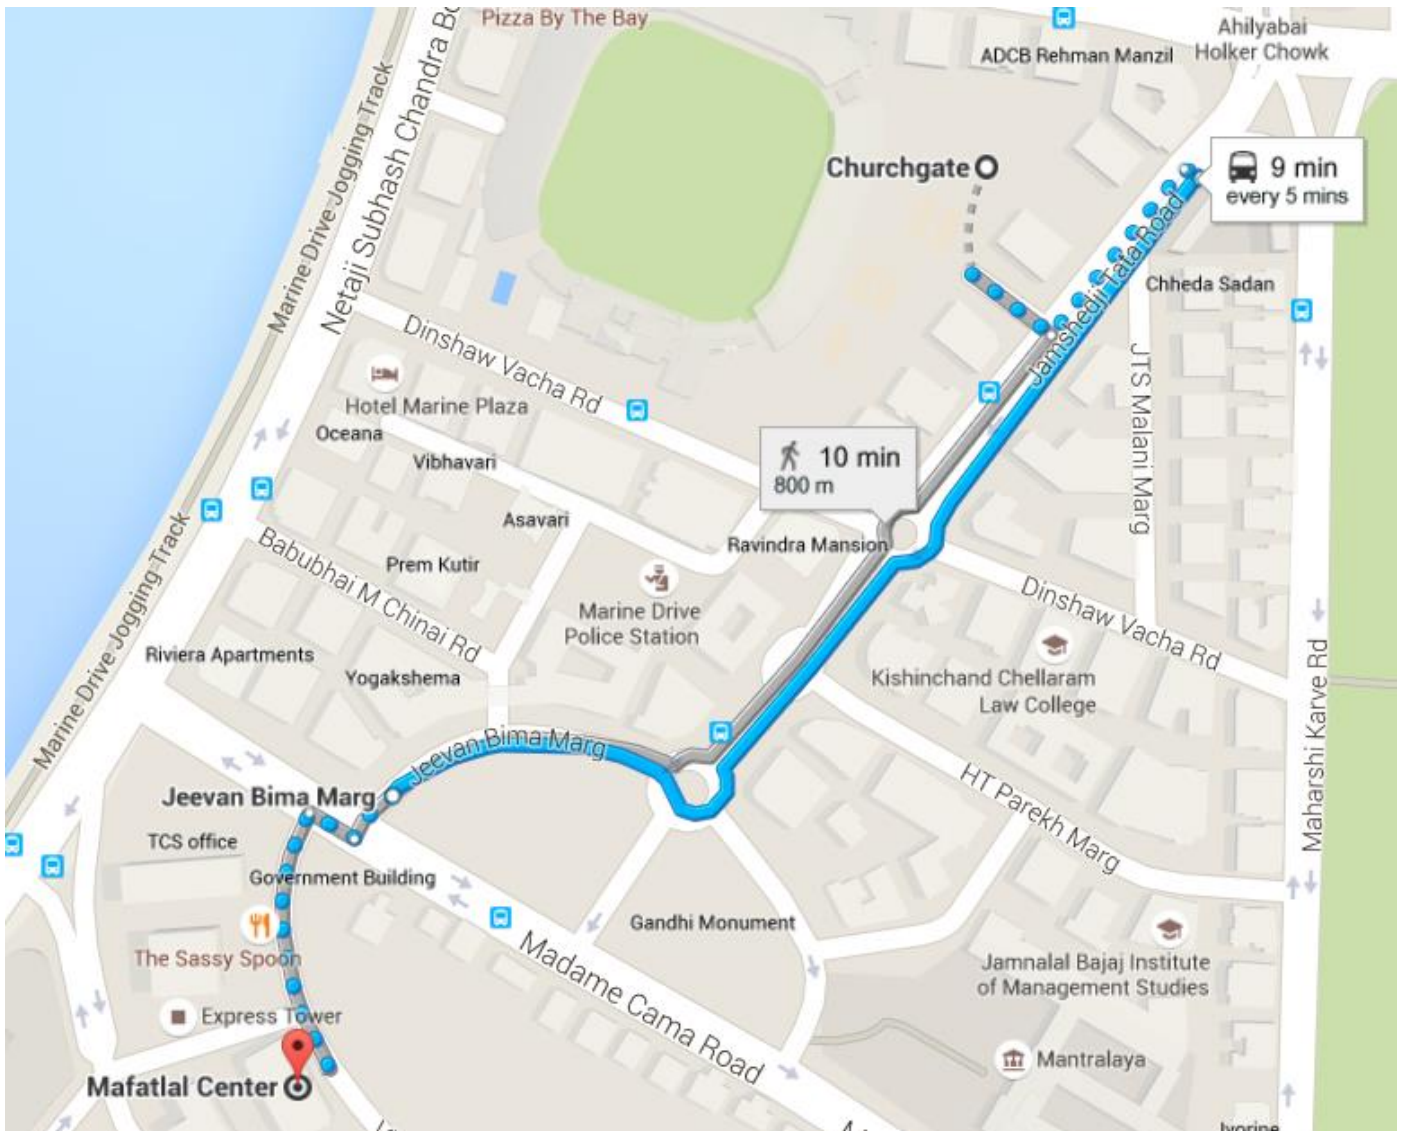 Pizza By The Bay
ADCB Rehman Manzil
Ahilyabai
Holker Chowk
Marine Drive Jogging Track
Netaji Subhash Chandra Bo
Churchgate
9 min
every 5 mins
Jamshedji Tata Road
Chheda Sadan
Dinshaw Vacha Rd
JTS Malani Marg
Hotel Marine Plaza
Oceana
Vibhavari
10 min
800 m
Asavari
Ravindra Mansion
Babubhai M Chinai Rd
Prem Kutir
Marine Drive
Police Station
Dinshaw Vacha Rd
Marine Drive Jogging Track
Riviera Apartments
Yogakshema
Kishinchand Chellaram
Law College
Maharshi Karve Rd
Jeevan Bima Marg
Jeevan Bima Marg
HT Parekh Marg
TCS office
Government Building
Gandhi Monument
The Sassy Spoon
Madame Cama Road
Jamnalal Bajaj Institute
of Management Studies
Express Tower
Mantralaya
Mafatlal Center